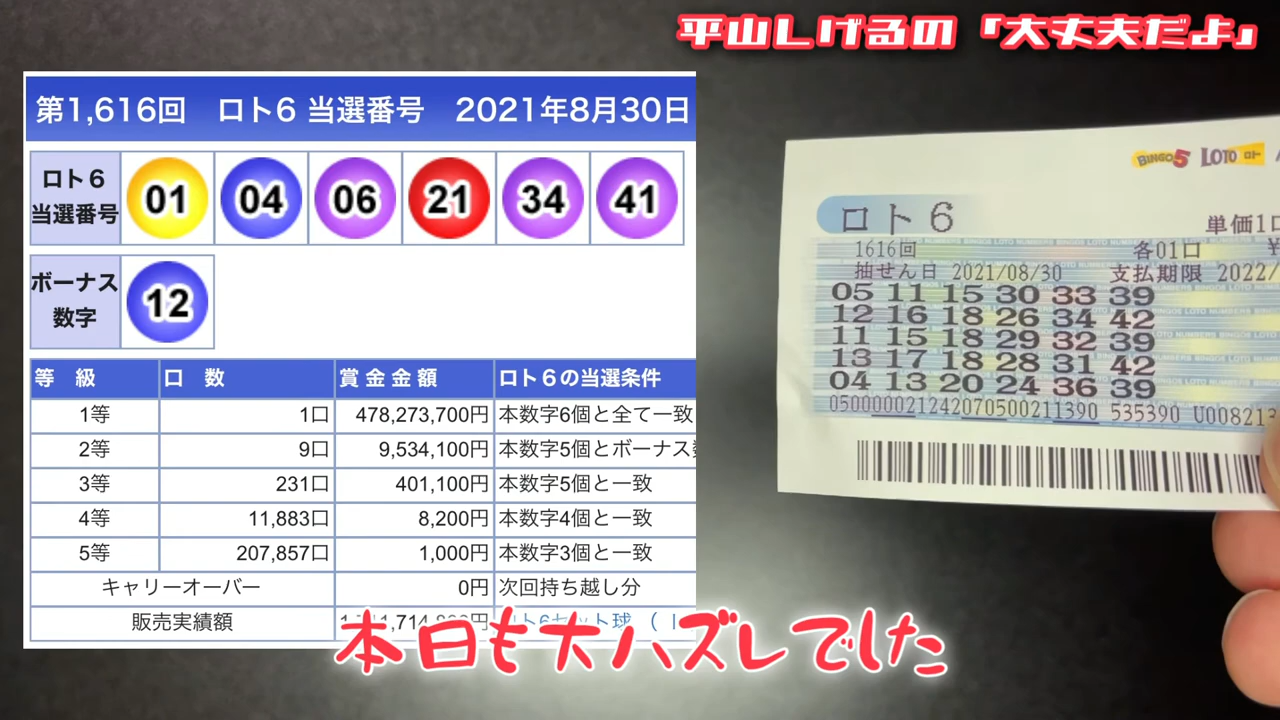 平山しげるの「大丈夫だよ」
第1,616回 ロト6 当選番号 2021年8月30日
ロト6
当選番号
01 04 06 21 34 41
ボーナス
数字
12
等 級 口 数 賞金金額 ロト6の当選条件
1等 1口 478,273,700円 本数字6個と全て一致
2等 9口 9,534,100円 本数字5個とボーナス
3等 231口 401,100円 本数字5個と一致
4等 11,883口 8,200円 本数字4個と一致
5等 207,857口 1,000円 本数字3個と一致
キャリーオーバー 0円 次回持ち越し分
販売実績額
BINGO5 LOTO ロト
ロト6
単価1口
1616回 各01口
抽せん日 2021/08/30 支払期限 2022/
05 11 15 30 33 39
12 16 18 26 34 42
11 15 18 29 32 39
13 17 18 28 31 42
04 13 20 24 36 39
050000021242070500211390 535390 U00821
本日も大ハズレでした